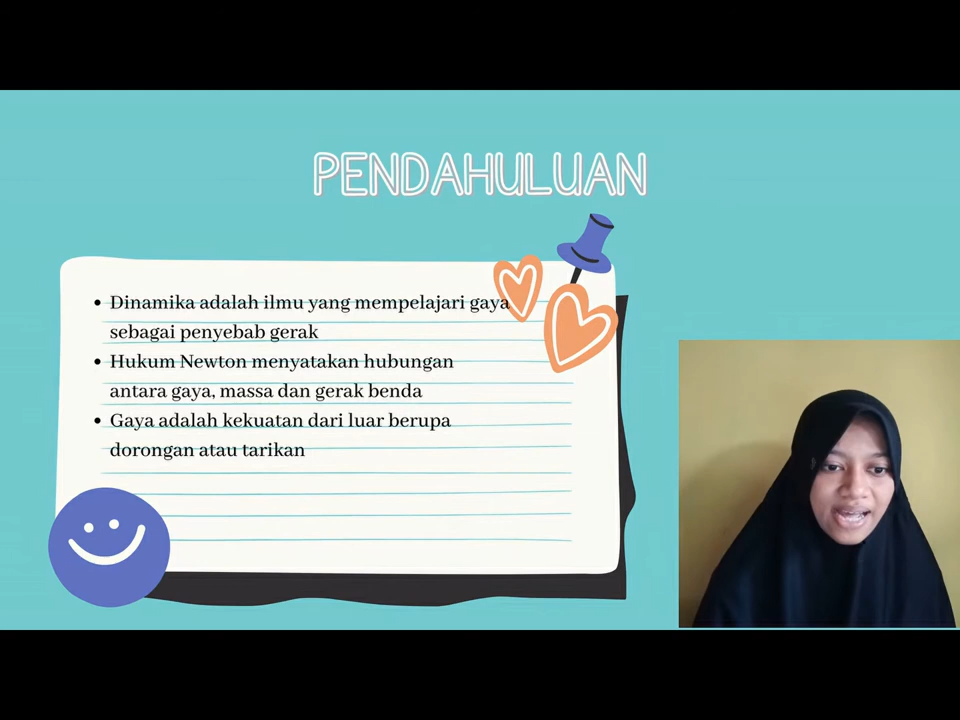 PENDAHULUAN
• Dinamika adalah ilmu yang mempelajari gaya
sebagai penyebab gerak
• Hukum Newton menyatakan hubungan
antara gaya, massa dan gerak benda
• Gaya adalah kekuatan dari luar berupa
dorongan atau tarikan